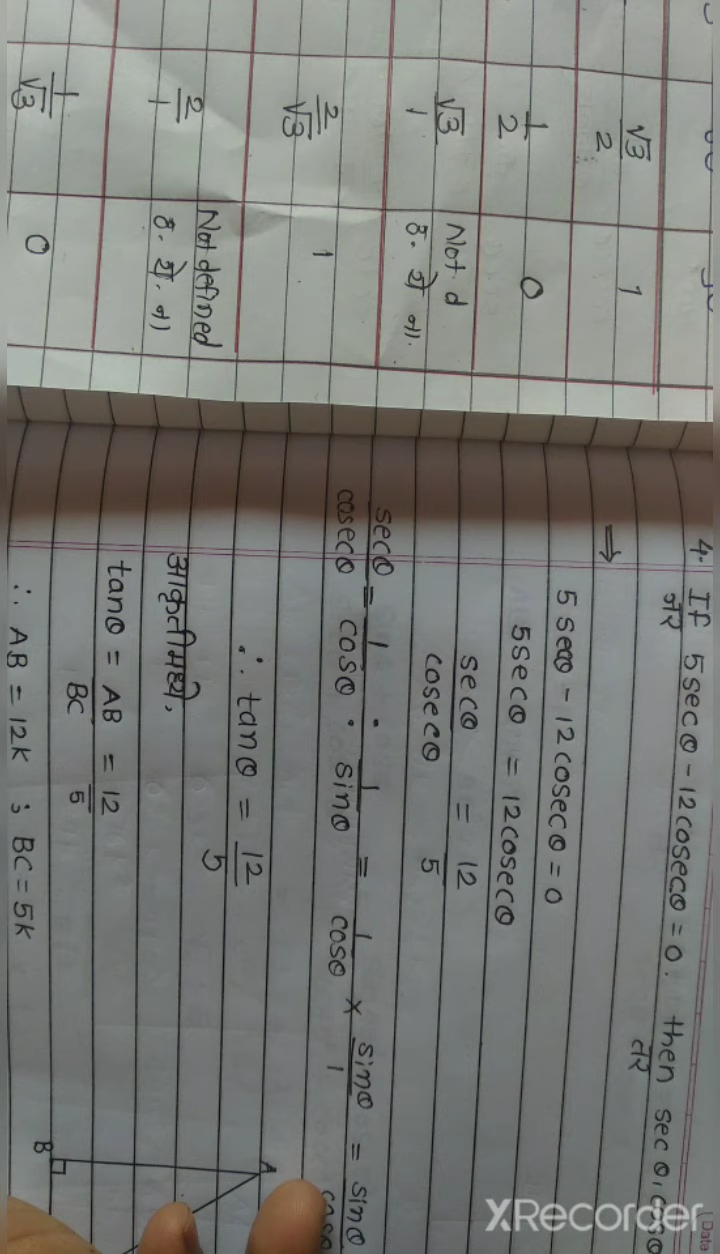 √3/2 1
1/2 0
√3/1 Not d
ठ. ये. ना.
2/√3 1
2/1 Not defined
ठ. ये. ना
1/√3 0
4. If 5secθ - 12cosecθ = 0. then secθ,
जर तर
⇒ 5secθ - 12cosecθ = 0
5secθ = 12cosecθ
secθ/cosecθ = 12/5
secθ/cosecθ = 1/cosθ ÷ 1/sinθ = 1/cosθ × sinθ/1 = sinθ
∴ tanθ = 12/5
आकृतीमध्ये,
tanθ = AB/BC = 12/5
∴ AB = 12K ; BC = 5K
A
B
XRecorder